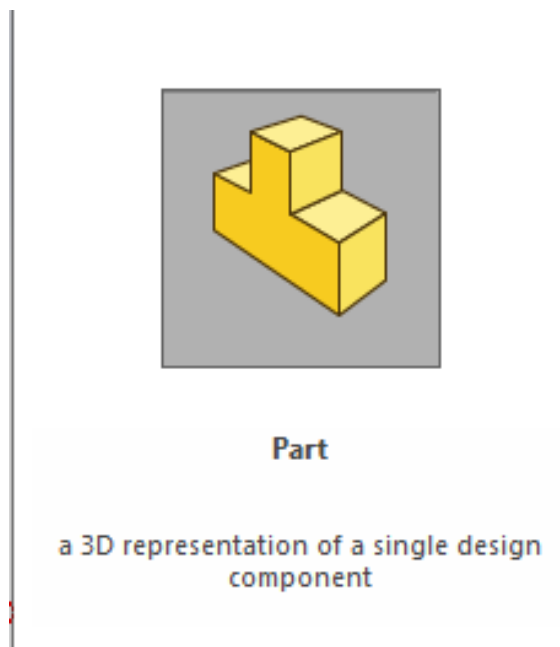 Part
a 3D representation of a single design
component